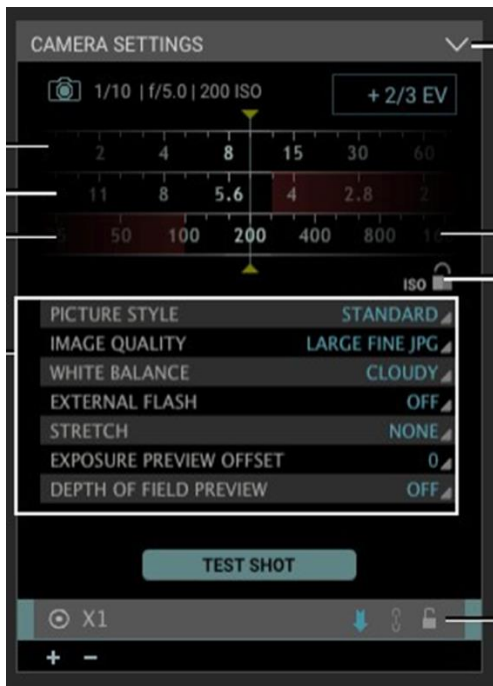 CAMERA SETTINGS
1/10 | f/5.0 | 200 ISO
+ 2/3 EV
2 4 8 15 30 60
11 8 5.6 4 2.8 2
50 100 200 400 800
ISO
PICTURE STYLE STANDARD
IMAGE QUALITY LARGE FINE JPG
WHITE BALANCE CLOUDY
EXTERNAL FLASH OFF
STRETCH NONE
EXPOSURE PREVIEW OFFSET 0
DEPTH OF FIELD PREVIEW OFF
TEST SHOT
X1
+ −